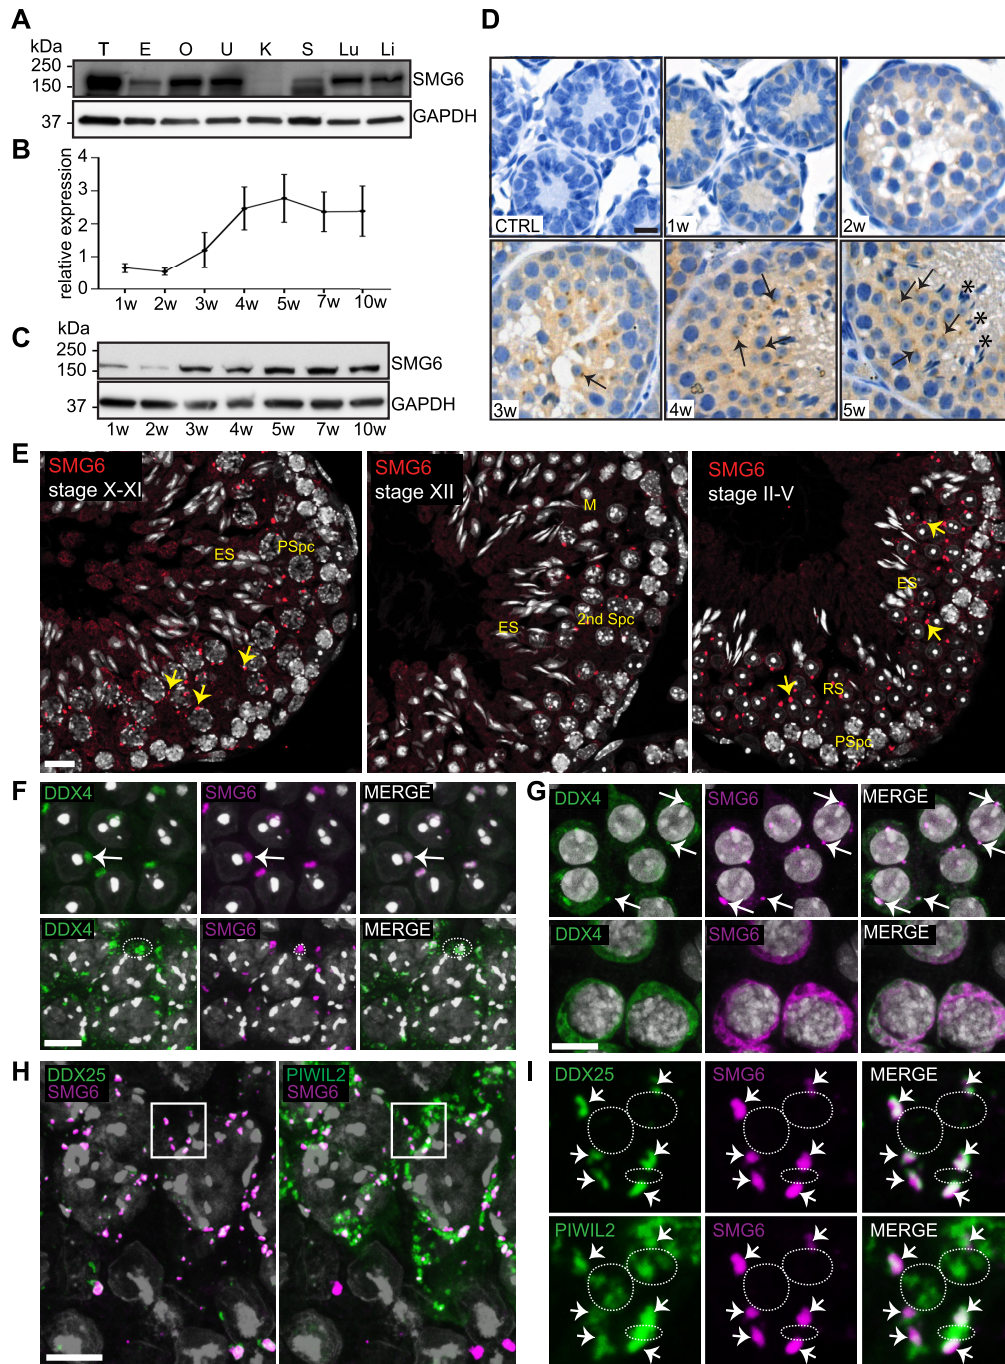 A
kDa T E O U K S Lu Li
250
150
SMG6
37
GAPDH
B
relative expression
4
3
2
1
0
1w 2w 3w 4w 5w 7w 10w
C
kDa
250
150
SMG6
37
GAPDH
1w 2w 3w 4w 5w 7w 10w
D
CTRL
1w
2w
3w
4w
5w
* * *
E
SMG6
stage X-XI
ES
PSpc
SMG6
stage XII
M
ES
2nd Spc
SMG6
stage II-V
ES
RS
PSpc
F
DDX4 SMG6 MERGE
DDX4 SMG6 MERGE
G
DDX4 SMG6 MERGE
DDX4 SMG6 MERGE
H
DDX25
SMG6
PIWIL2
SMG6
I
DDX25 SMG6 MERGE
PIWIL2 SMG6 MERGE